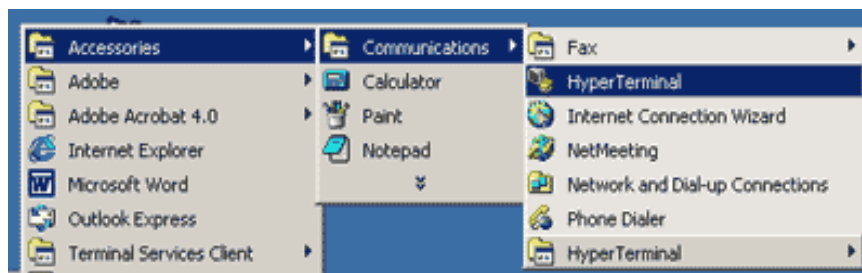 Accessories
Adobe
Adobe Acrobat 4.0
Internet Explorer
Microsoft Word
Outlook Express
Terminal Services Client
Communications
Calculator
Paint
Notepad
Fax
HyperTerminal
Internet Connection Wizard
NetMeeting
Network and Dial-up Connections
Phone Dialer
HyperTerminal